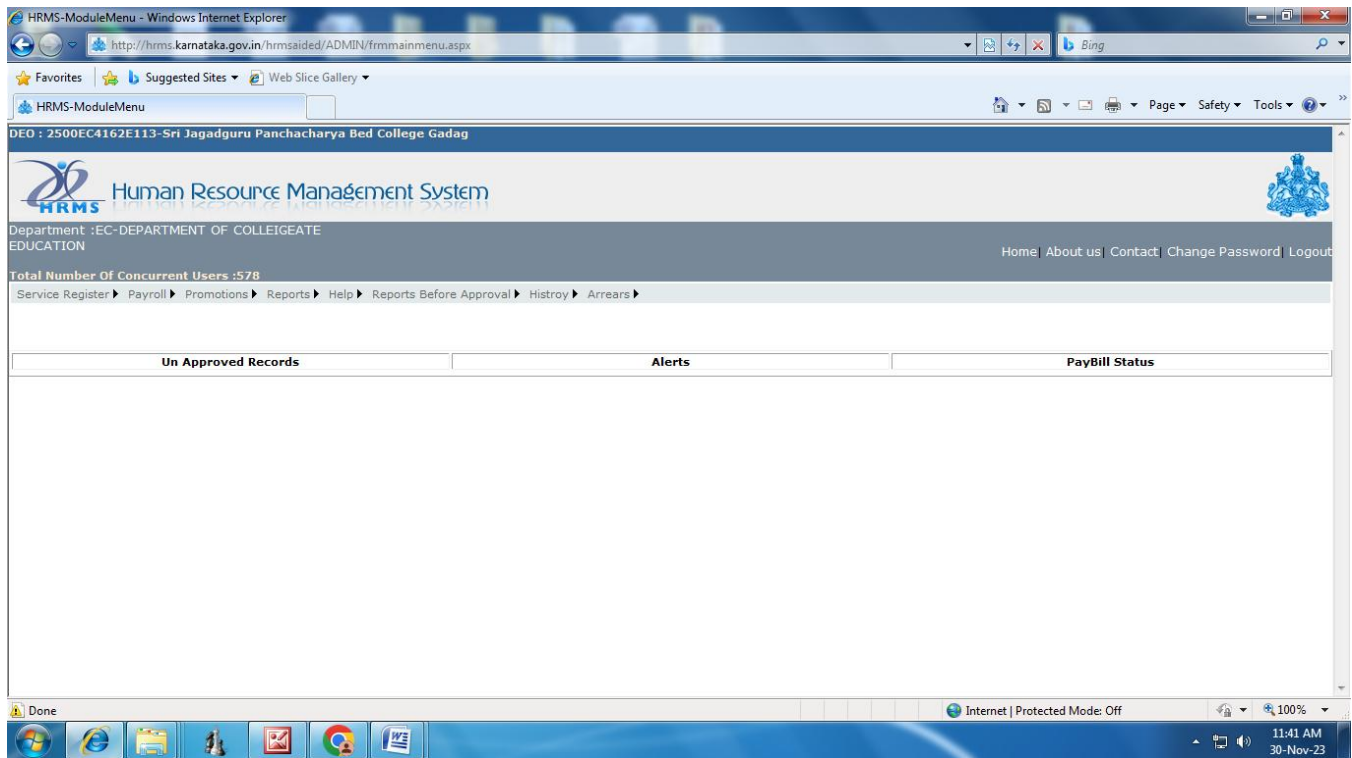 HRMS-ModuleMenu - Windows Internet Explorer
http://hrms.karnataka.gov.in/hrmsaided/ADMIN/frmmainmenu.aspx
Bing
Favorites Suggested Sites Web Slice Gallery
HRMS-ModuleMenu
Page Safety Tools
DEO : 2500EC4162E113-Sri Jagadguru Panchacharya Bed College Gadag
HRMS Human Resource Management System
Department :EC-DEPARTMENT OF COLLEIGEATE
EDUCATION
Home| About us| Contact| Change Password| Logout
Total Number Of Concurrent Users :578
Service Register Payroll Promotions Reports Help Reports Before Approval Histroy Arrears
Un Approved Records Alerts PayBill Status
Done Internet | Protected Mode: Off 100%
11:41 AM
30-Nov-23